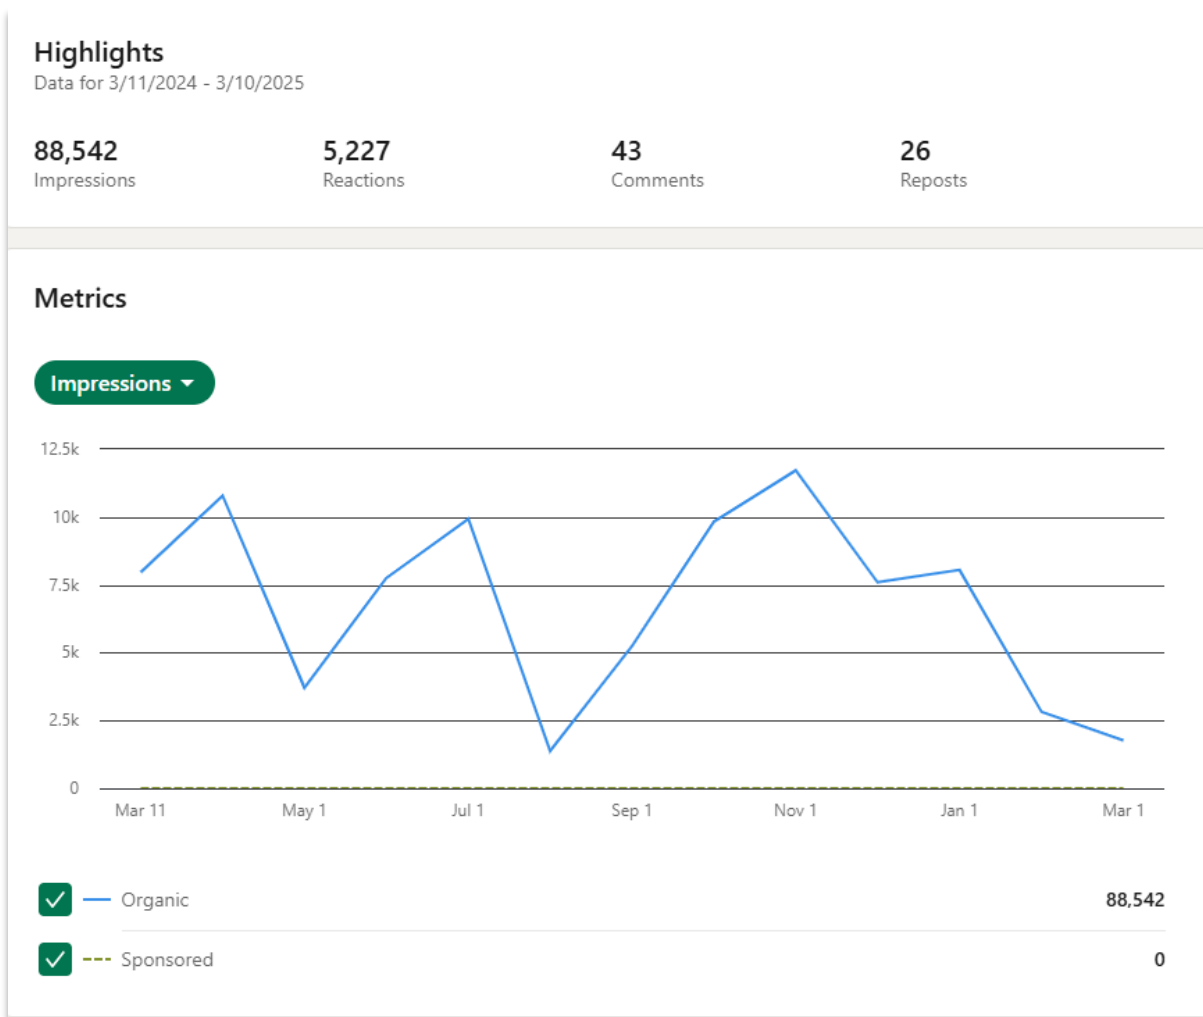 Highlights
Data for 3/11/2024 - 3/10/2025
88,542 5,227 43 26
Impressions Reactions Comments Reposts
Metrics
Impressions
12.5k
10k
7.5k
5k
2.5k
0
Mar 11 May 1 Jul 1 Sep 1 Nov 1 Jan 1 Mar 1
Organic 88,542
Sponsored 0